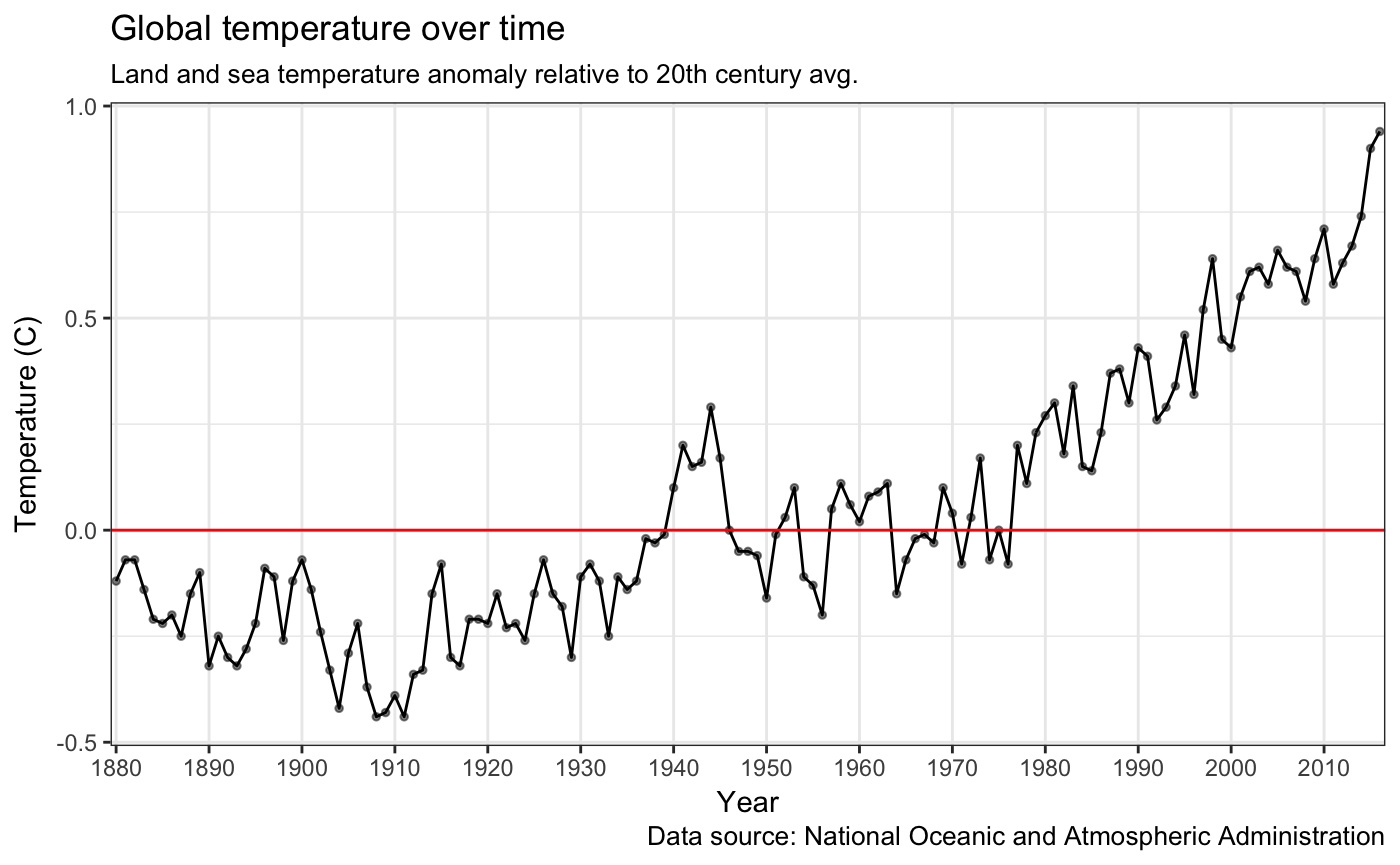 Global temperature over time
Land and sea temperature anomaly relative to 20th century avg.
1.0
0.5
0.0
-0.5
Temperature (C)
1880 1890 1900 1910 1920 1930 1940 1950 1960 1970 1980 1990 2000 2010
Year
Data source: National Oceanic and Atmospheric Administration